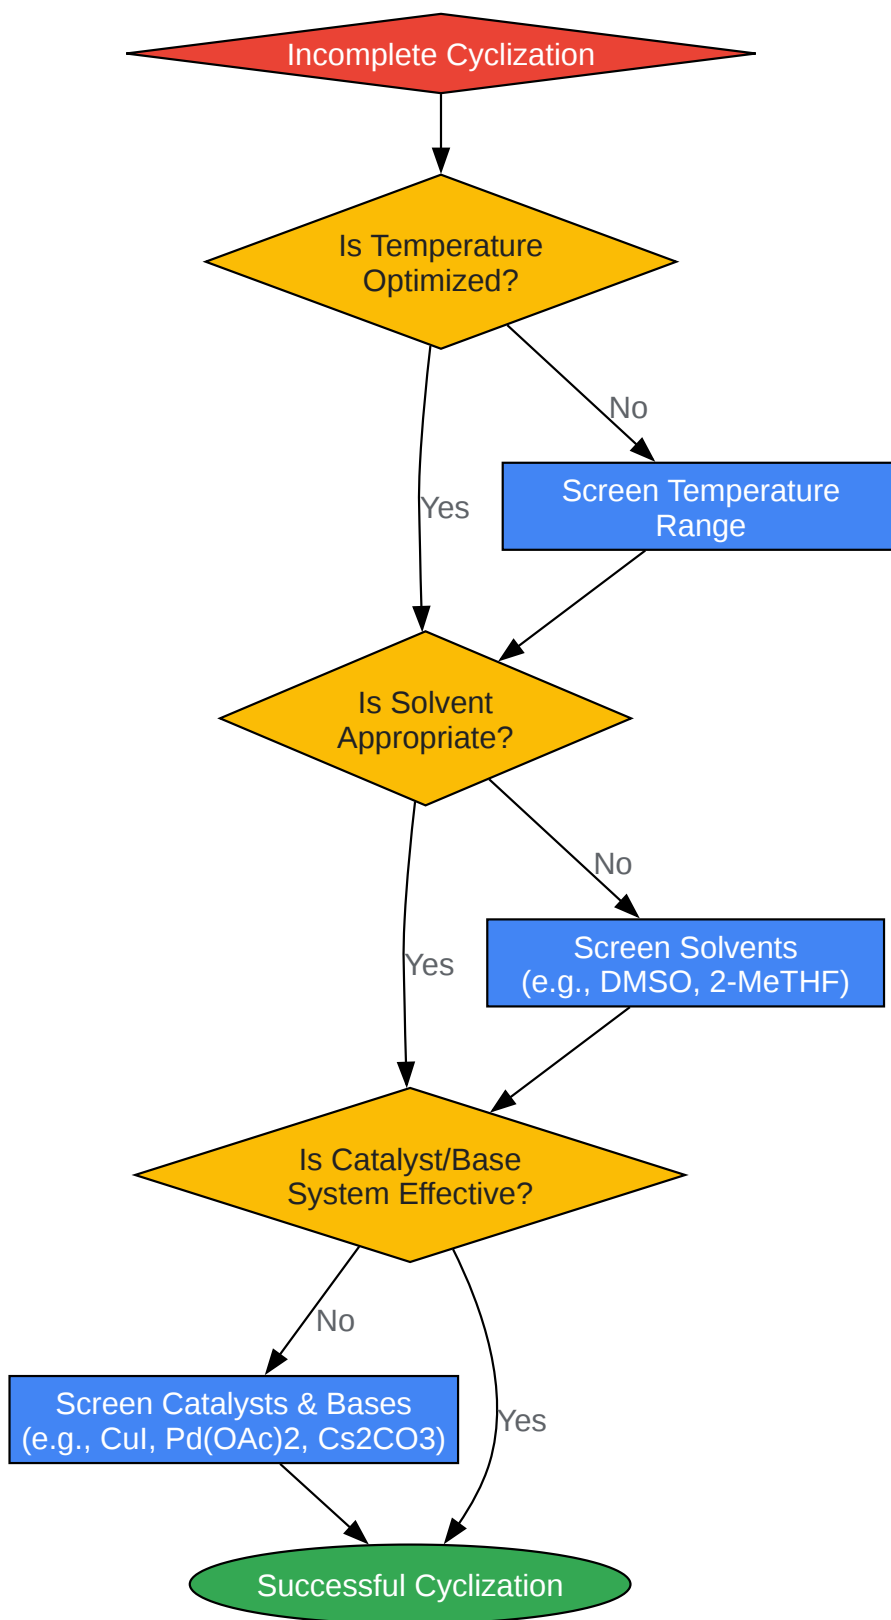 Incomplete Cyclization
Is Temperature
Optimized?
No
Screen Temperature
Range
Yes
Is Solvent
Appropriate?
No
Screen Solvents
(e.g., DMSO, 2-MeTHF)
Yes
Is Catalyst/Base
System Effective?
No
Screen Catalysts & Bases
(e.g., CuI, Pd(OAc)2, Cs2CO3)
Yes
Successful Cyclization